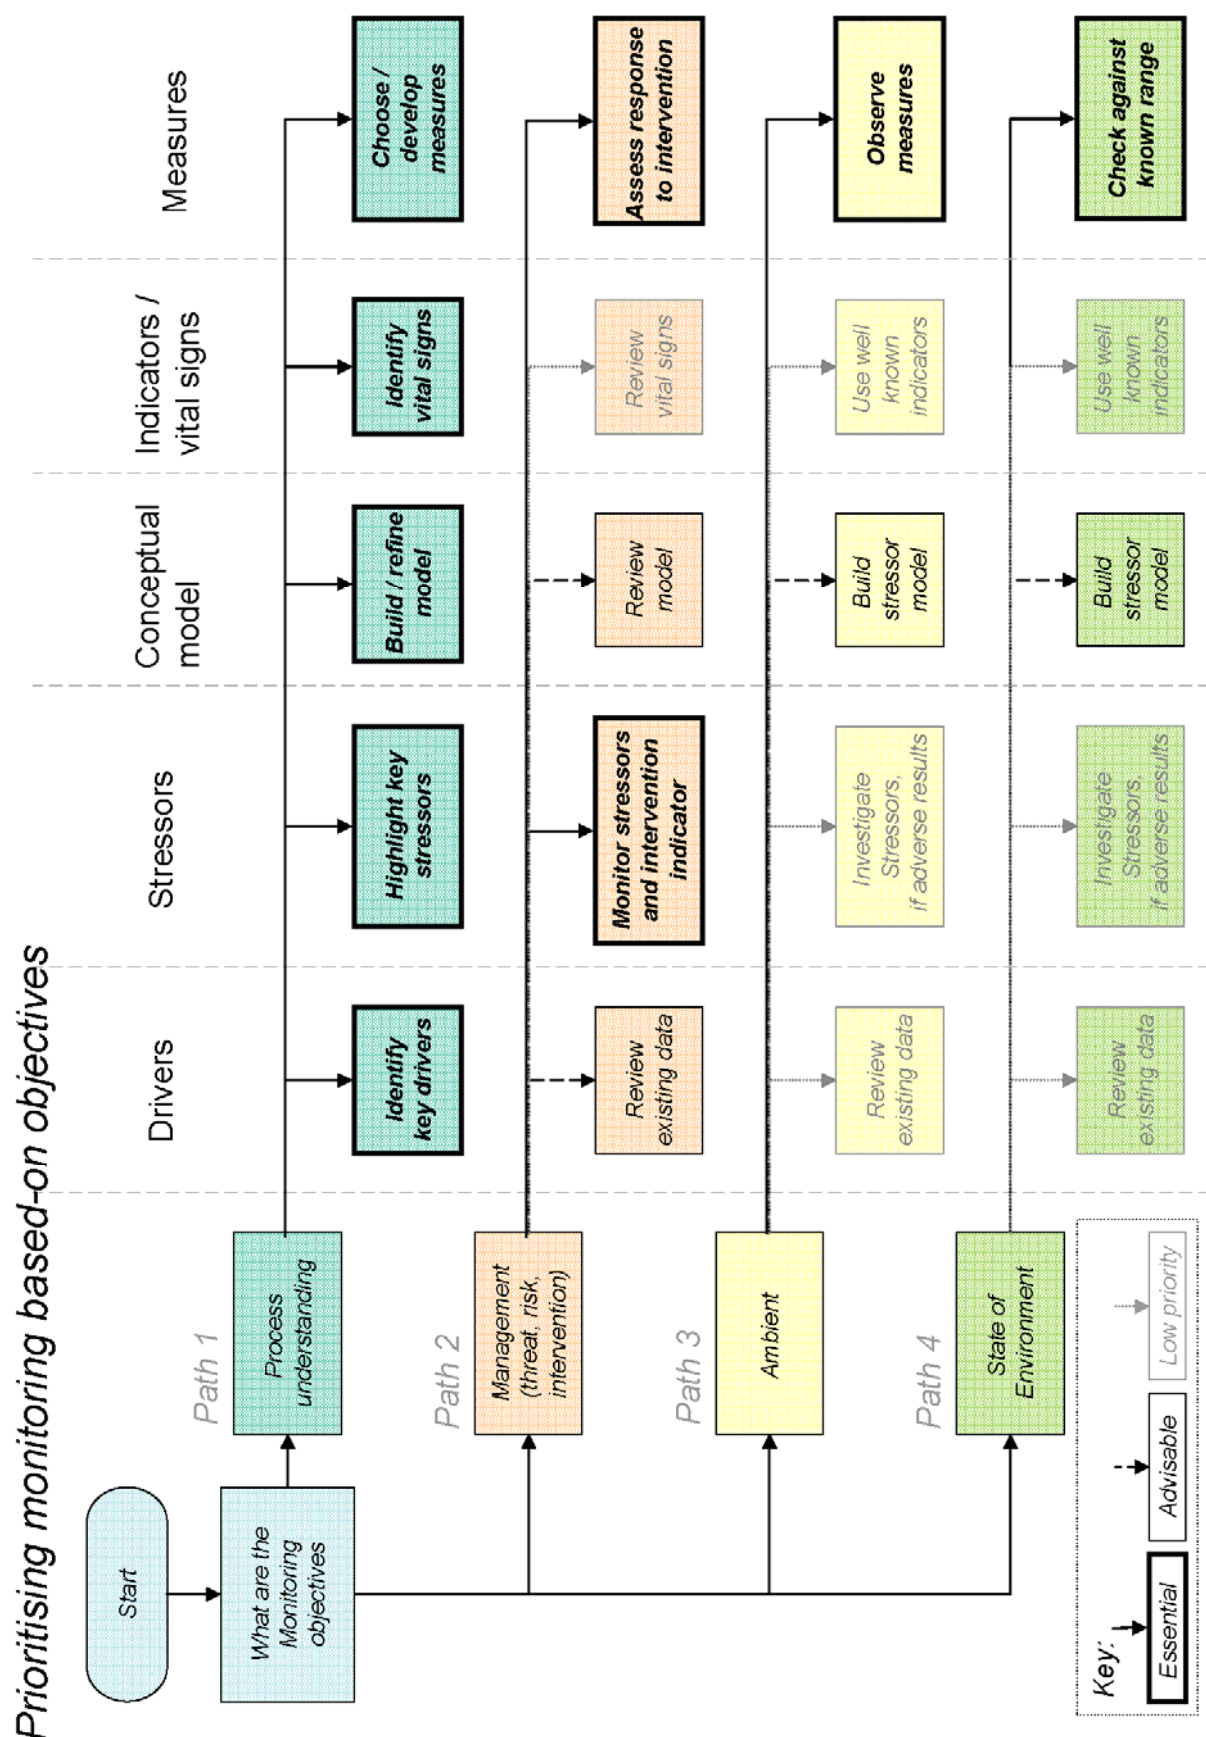 Prioritising monitoring based-on objectives
Drivers
Stressors
Conceptual
model
Indicators /
vital signs
Measures
Start
What are the
Monitoring
objectives
Path 1
Process
understanding
Identify
key drivers
Highlight key
stressors
Build / refine
model
Identify
vital signs
Choose /
develop
measures
Path 2
Management
(threat, risk,
intervention)
Review
existing data
Monitor stressors
and intervention
indicator
Review
model
Review
vital signs
Assess response
to intervention
Path 3
Ambient
Review
existing data
Investigate
Stressors,
if adverse results
Build
stressor
model
Use well
known
indicators
Observe
measures
Path 4
State of
Environment
Review
existing data
Investigate
Stressors,
if adverse results
Build
stressor
model
Use well
known
indicators
Check against
known range
Key:
Essential
Advisable
Low priority